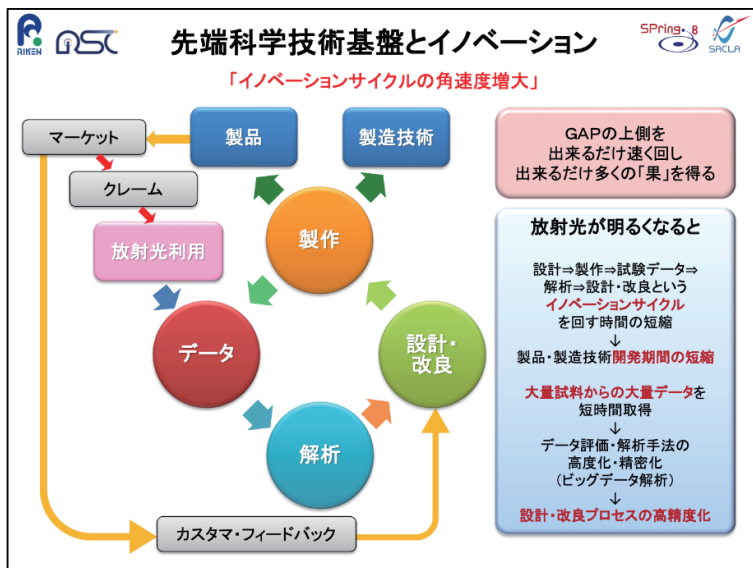 RIKEN
RSC
先端科学技術基盤とイノベーション
SPring-8
SACLA
「イノベーションサイクルの角速度増大」
マーケット
製品
製造技術
クレーム
放射光利用
製作
データ
設計・
改良
解析
カスタマ・フィードバック
GAPの上側を
出来るだけ速く回し
出来るだけ多くの「果」を得る
放射光が明るくなると
設計⇒製作⇒試験データ⇒
解析⇒設計・改良という
イノベーションサイクル
を回す時間の短縮
↓
製品・製造技術開発期間の短縮
大量試料からの大量データを
短時間取得
↓
データ評価・解析手法の
高度化・精密化
(ビッグデータ解析)
↓
設計・改良プロセスの高精度化